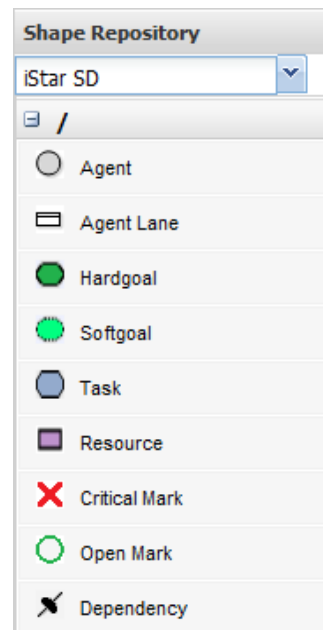 Shape Repository
iStar SD
/
Agent
Agent Lane
Hardgoal
Softgoal
Task
Resource
Critical Mark
Open Mark
Dependency